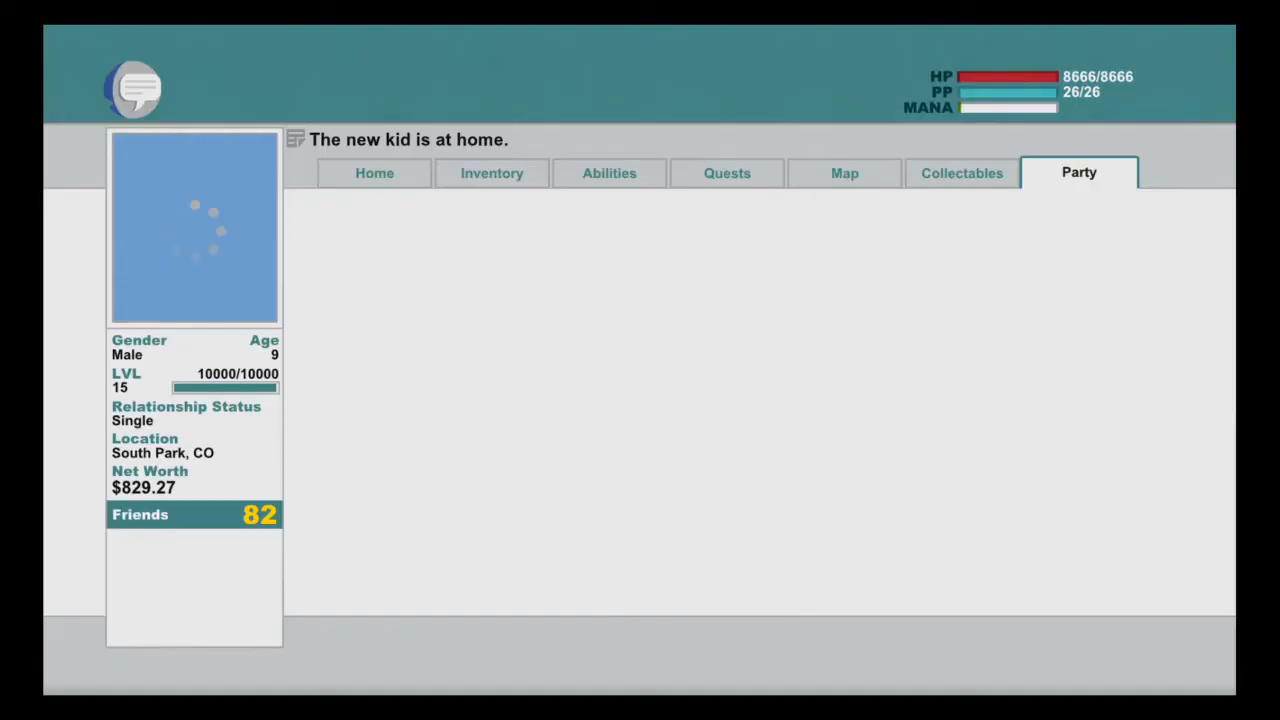 HP 8666/8666
PP 26/26
MANA
The new kid is at home.
Home Inventory Abilities Quests Map Collectables Party
Gender Age
Male 9
LVL 10000/10000
15
Relationship Status
Single
Location
South Park, CO
Net Worth
$829.27
Friends 82